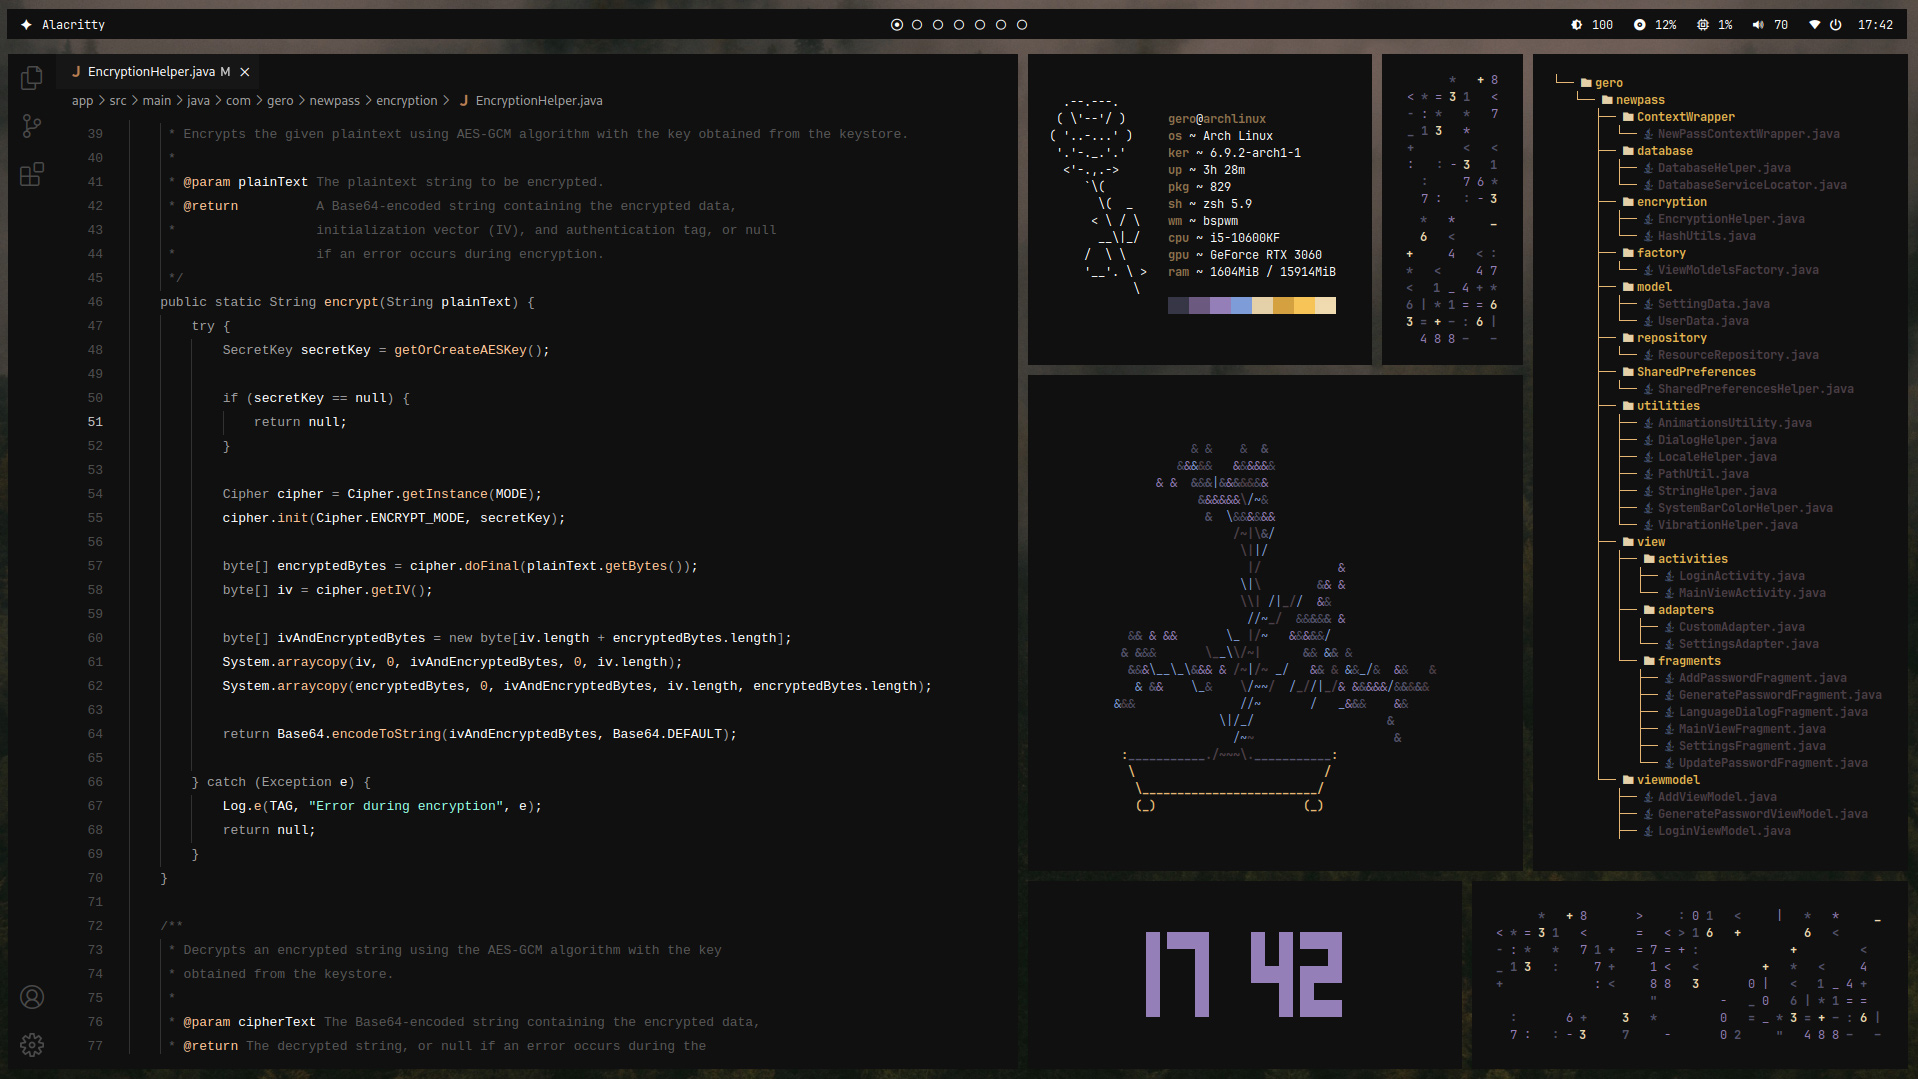 Alacritty
100 12% 1% 70 17:42
EncryptionHelper.java M
app > src > main > java > com > gero > newpass > encryption > J EncryptionHelper.java
39 * Encrypts the given plaintext using AES-GCM algorithm with the key obtained from the keystore.
40 *
41 * @param plainText The plaintext string to be encrypted.
42 * @return A Base64-encoded string containing the encrypted data,
43 * initialization vector (IV), and authentication tag, or null
44 * if an error occurs during encryption.
45 */
46 public static String encrypt(String plainText) {
47 try {
48 SecretKey secretKey = getOrCreateAESKey();
49
50 if (secretKey == null) {
51 return null;
52 }
53
54 Cipher cipher = Cipher.getInstance(MODE);
55 cipher.init(Cipher.ENCRYPT_MODE, secretKey);
56
57 byte[] encryptedBytes = cipher.doFinal(plainText.getBytes());
58 byte[] iv = cipher.getIV();
59
60 byte[] ivAndEncryptedBytes = new byte[iv.length + encryptedBytes.length];
61 System.arraycopy(iv, 0, ivAndEncryptedBytes, 0, iv.length);
62 System.arraycopy(encryptedBytes, 0, ivAndEncryptedBytes, iv.length, encryptedBytes.length);
63
64 return Base64.encodeToString(ivAndEncryptedBytes, Base64.DEFAULT);
65
66 } catch (Exception e) {
67 Log.e(TAG, "Error during encryption", e);
68 return null;
69 }
70 }
71
72 /**
73 * Decrypts an encrypted string using the AES-GCM algorithm with the key
74 * obtained from the keystore.
75 *
76 * @param cipherText The Base64-encoded string containing the encrypted data,
77 * @return The decrypted string, or null if an error occurs during the
gero@archlinux
os ~ Arch Linux
ker ~ 6.9.2-arch1-1
up ~ 3h 28m
pkg ~ 829
sh ~ zsh 5.9
wm ~ bspwm
cpu ~ i5-10600KF
gpu ~ GeForce RTX 3060
ram ~ 1604MiB / 15914MiB
gero
newpass
ContextWrapper
NewPassContextWrapper.java
database
DatabaseHelper.java
DatabaseServiceLocator.java
encryption
EncryptionHelper.java
HashUtils.java
factory
ViewMoldelsFactory.java
model
SettingData.java
UserData.java
repository
ResourceRepository.java
SharedPreferences
SharedPreferencesHelper.java
utilities
AnimationsUtility.java
DialogHelper.java
LocaleHelper.java
PathUtil.java
StringHelper.java
SystemBarColorHelper.java
VibrationHelper.java
view
activities
LoginActivity.java
MainViewActivity.java
adapters
CustomAdapter.java
SettingsAdapter.java
fragments
AddPasswordFragment.java
GeneratePasswordFragment.java
LanguageDialogFragment.java
MainViewFragment.java
SettingsFragment.java
UpdatePasswordFragment.java
viewmodel
AddViewModel.java
GeneratePasswordViewModel.java
LoginViewModel.java
17 42